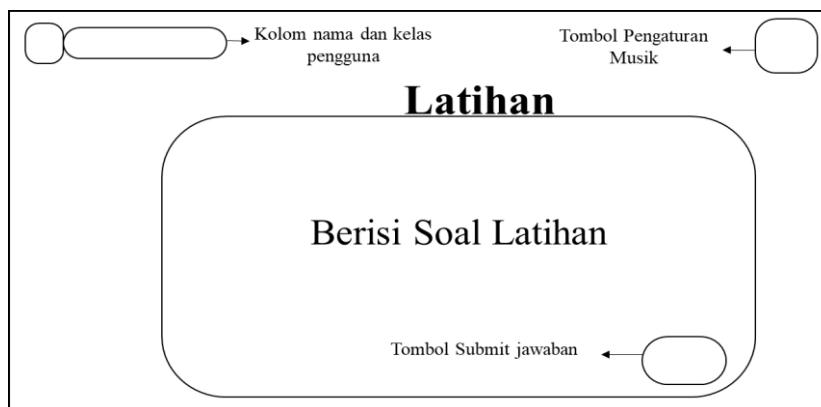 Kolom nama dan kelas
pengguna
Tombol Pengaturan
Musik
Latihan
Berisi Soal Latihan
Tombol Submit jawaban